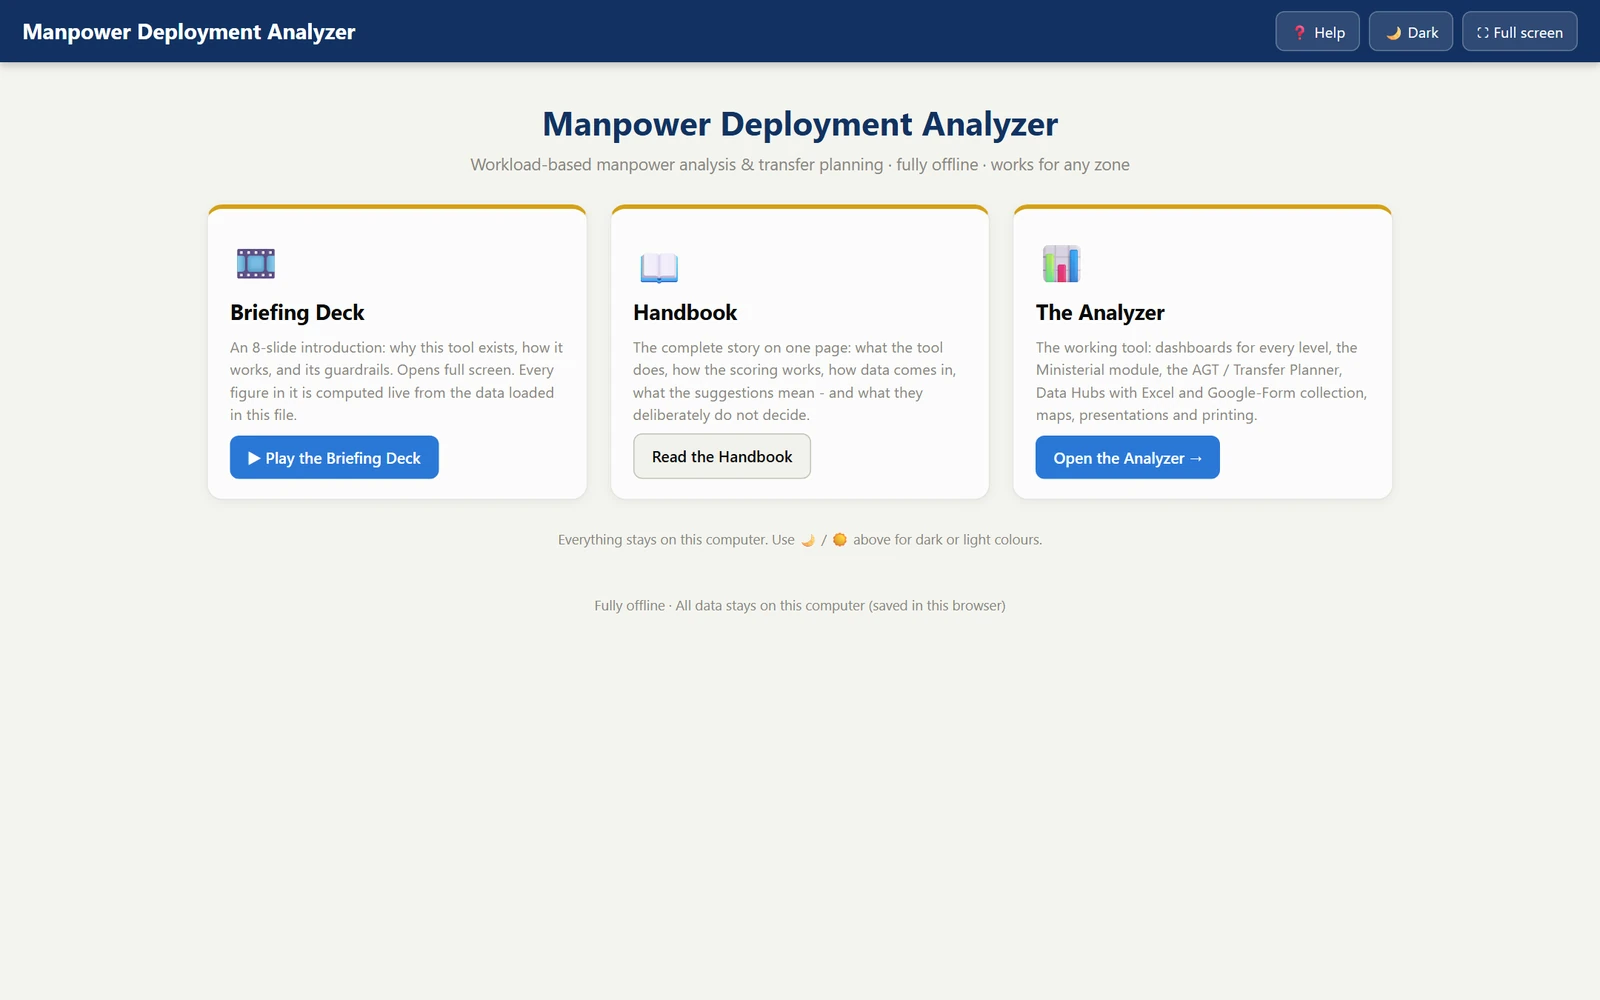 Manpower Deployment Analyzer
❓ Help
🌙 Dark
⛶ Full screen
Manpower Deployment Analyzer
Workload-based manpower analysis & transfer planning · fully offline · works for any zone
Briefing Deck
An 8-slide introduction: why this tool exists, how it
works, and its guardrails. Opens full screen. Every
figure in it is computed live from the data loaded
in this file.
▶ Play the Briefing Deck
Handbook
The complete story on one page: what the tool
does, how the scoring works, how data comes in,
what the suggestions mean - and what they
deliberately do not decide.
Read the Handbook
The Analyzer
The working tool: dashboards for every level, the
Ministerial module, the AGT / Transfer Planner,
Data Hubs with Excel and Google-Form collection,
maps, presentations and printing.
Open the Analyzer →
Everything stays on this computer. Use 🌙 / ☀️ above for dark or light colours.
Fully offline · All data stays on this computer (saved in this browser)